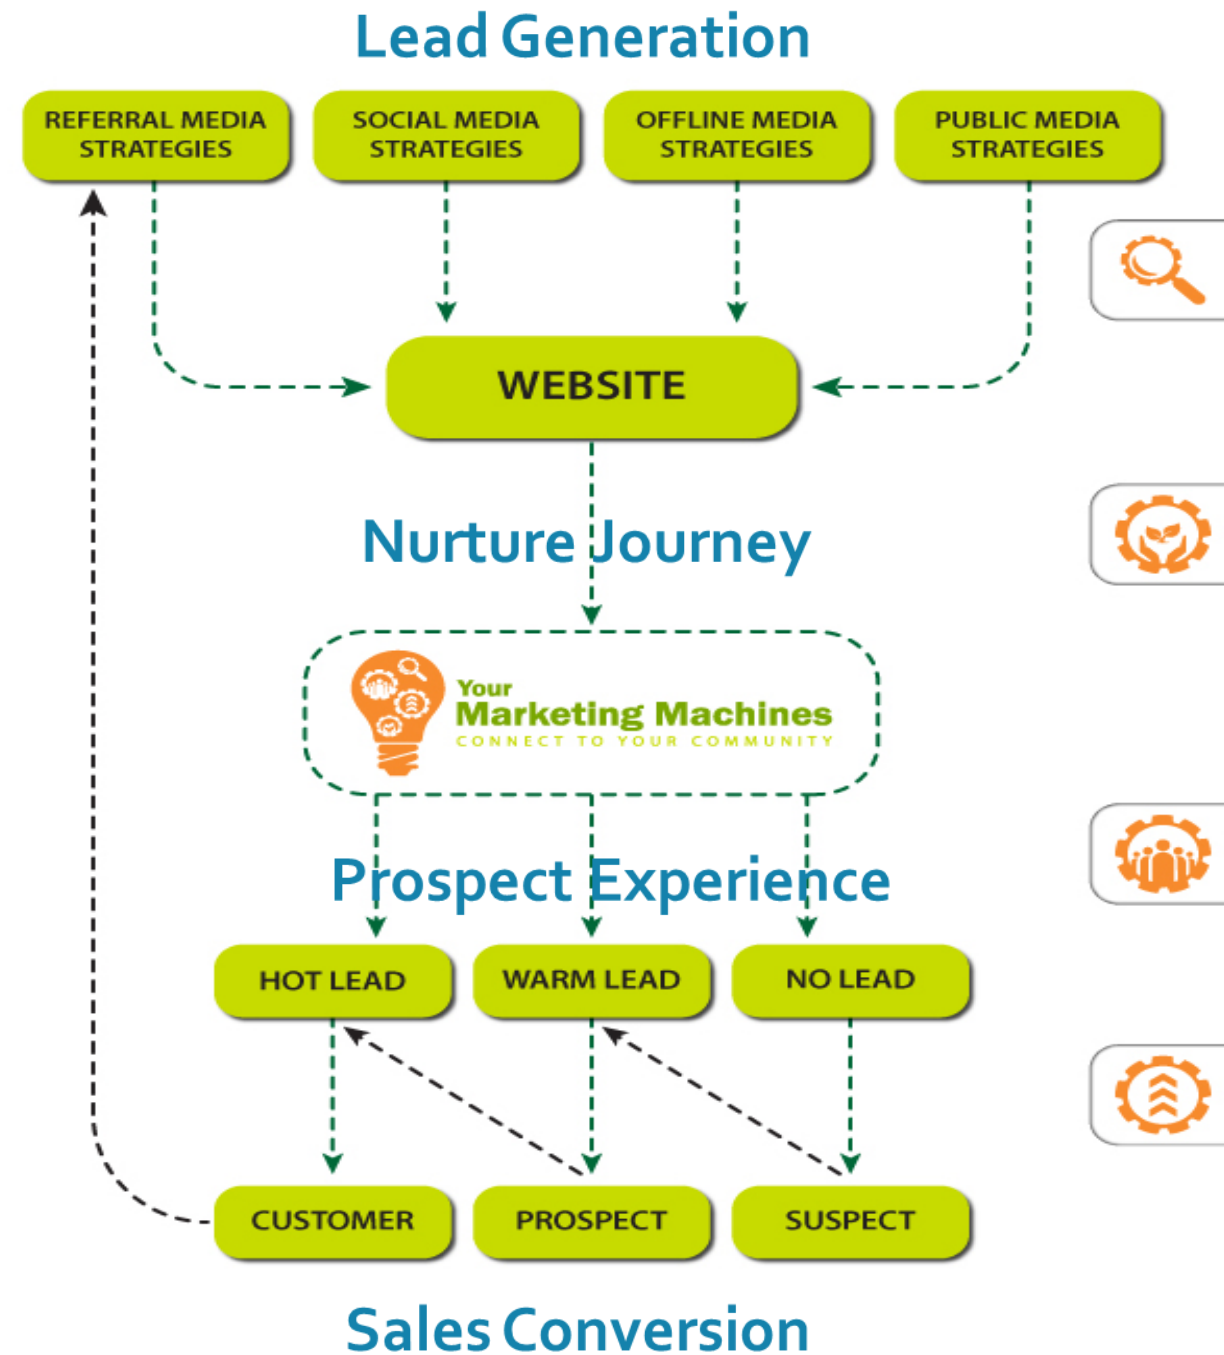 Lead Generation
REFERRAL MEDIA
STRATEGIES
SOCIAL MEDIA
STRATEGIES
OFFLINE MEDIA
STRATEGIES
PUBLIC MEDIA
STRATEGIES
WEBSITE
Nurture Journey
Your
Marketing Machines
CONNECT TO YOUR COMMUNITY
Prospect Experience
HOT LEAD
WARM LEAD
NO LEAD
CUSTOMER
PROSPECT
SUSPECT
Sales Conversion